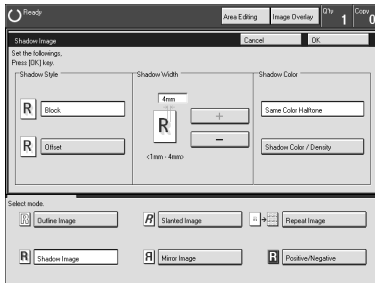 Ready
Area Editing
Image Overlay
Q'ty
1
Copy
0
Shadow Image
Cancel
OK
Set the followings,
Press [OK] key.
Shadow Style
Shadow Width
Shadow Color
R
Block
4mm
R
+
Same Color Halftone
R
Offset
−
<1mm - 4mm>
Shadow Color / Density
Select mode.
R
Outline Image
R
Slanted Image
R
Repeat Image
R
Shadow Image
R
Mirror Image
R
Positive/Negative